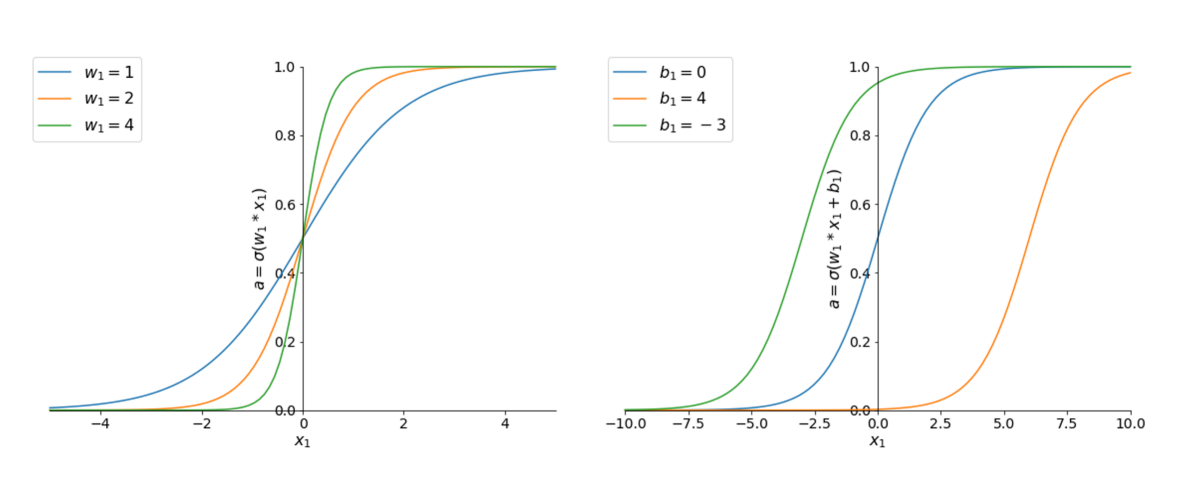 w₁ = 1
w₁ = 2
w₁ = 4
a = σ(w₁ * x₁)
1.0
0.8
0.6
0.4
0.2
0.0
−4 −2 0 2 4
x₁
b₁ = 0
b₁ = 4
b₁ = −3
a = σ(w₁ * x₁ + b₁)
1.0
0.8
0.6
0.4
0.2
0.0
−10.0 −7.5 −5.0 −2.5 0.0 2.5 5.0 7.5 10.0
x₁